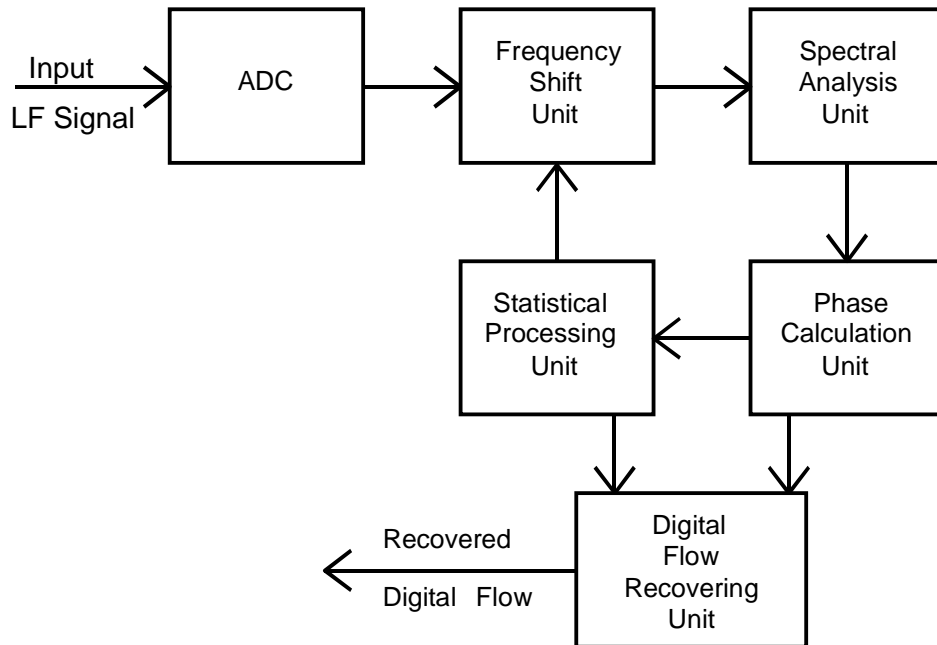 Input
LF Signal
ADC
Frequency
Shift
Unit
Spectral
Analysis
Unit
Statistical
Processing
Unit
Phase
Calculation
Unit
Recovered
Digital Flow
Digital
Flow
Recovering
Unit